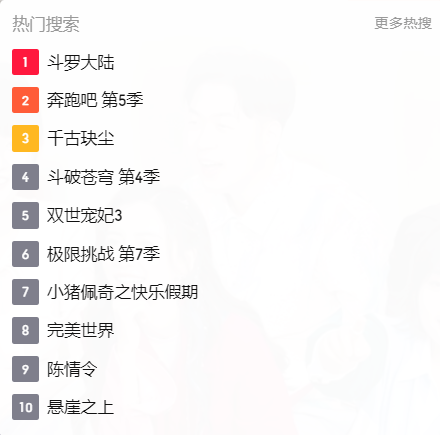 热门搜索 更多热搜
1 斗罗大陆
2 奔跑吧 第5季
3 千古玦尘
4 斗破苍穹 第4季
5 双世宠妃3
6 极限挑战 第7季
7 小猪佩奇之快乐假期
8 完美世界
9 陈情令
10 悬崖之上